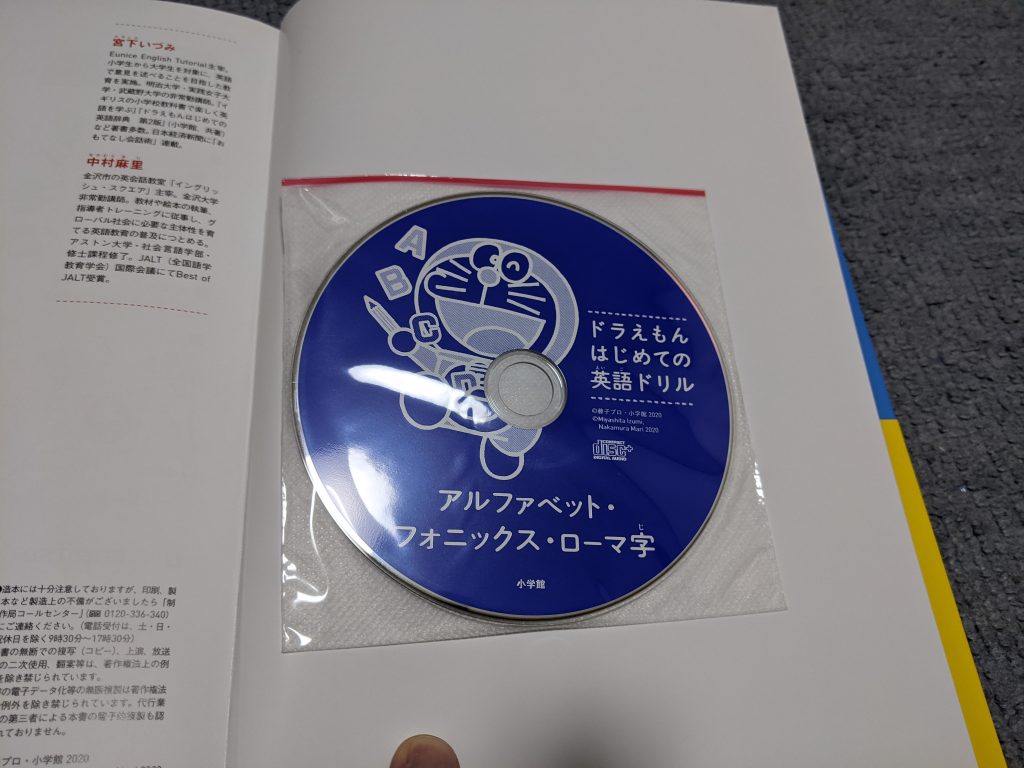 宮下いづみ
Eunice English Tutorial主宰。
小学生から大学生を対象に、英語
で意見を述べることを目指した教
育を実施。明治大学・実践女子大
学・武蔵野大学の非常勤講師。『イ
ギリスの小学校教科書で楽しく英
語を学ぶ』『ドラえもんはじめての
英語辞典 第2版』(小学館、共著)
など著書多数。日本経済新聞に「お
もてなし会話術」連載。
中村麻里
金沢市の英会話教室「イングリッ
シュ・スクエア」主宰。金沢大学
非常勤講師。教材や絵本の執筆、
指導者トレーニングに従事し、グ
ローバル社会に必要な主体性を育
てる英語教育の普及につとめる。
アストン大学・社会言語学部・
修士課程修了。JALT(全国語学
教育学会)国際会議にてBest of
JALT受賞。
●造本には十分注意しておりますが、印刷、製
本など製造上の不備がございましたら「制
作局コールセンター」(0120-336-340)
にご連絡ください。(電話受付は、土・日・
祝休日を除く9時30分〜17時30分)
書の無断での複写(コピー)、上演、放送
の二次使用、翻案等は、著作権法上の例
を除き禁じられています。
の電子データ化等の無断複製は著作権法
例外を除き禁じられています。代行業
の第三者による本書の電子的複製も認
れておりません。
プロ・小学館 2020
A
B
C
ドラえもん
はじめての
英語ドリル
©藤子プロ・小学館 2020
©Miyashita Izumi,
Nakamura Mari 2020
COMPACT
disc
DIGITAL AUDIO
アルファベット・
フォニックス・ローマ字
じ
小学館